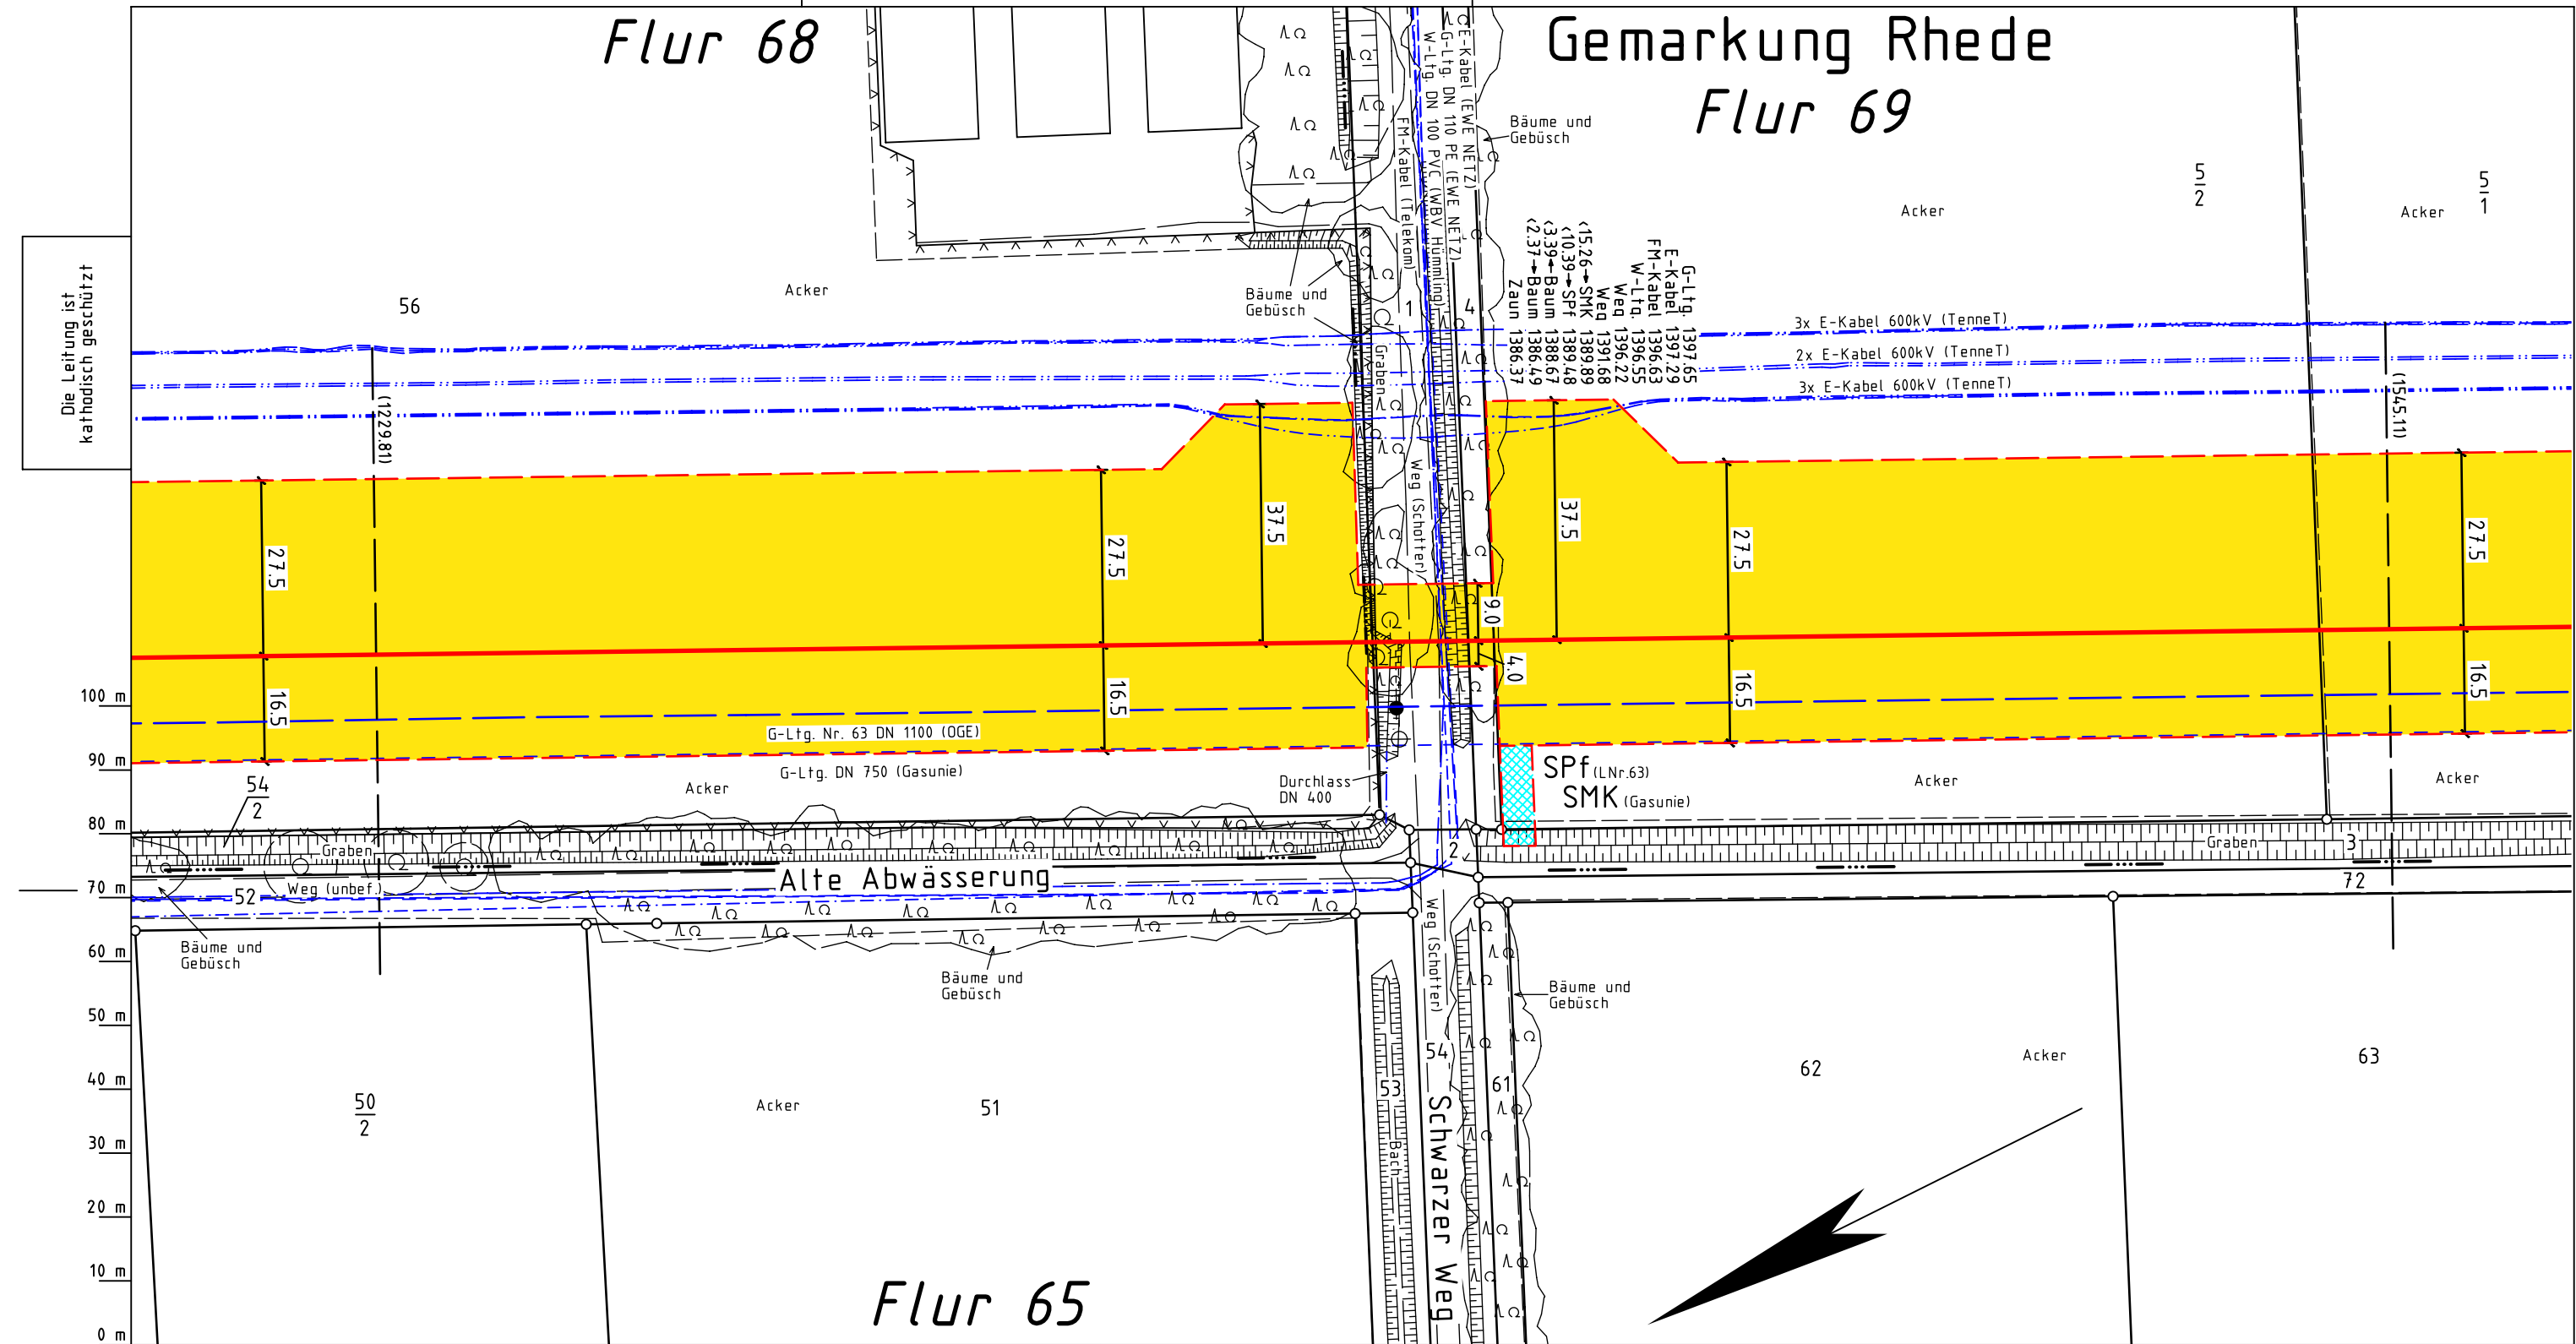 Flur 68
Gemarkung Rhede
Flur 69
Die Leitung ist
kathodisch geschützt
E-Kabel (EWE NETZ)
G-Ltg. DN 110 PE (EWE NETZ)
W-Ltg. DN 100 PVC (WBV Hümmling)
FM-Kabel (Telekom)
Bäume und
Gebüsch
5
2
5
1
Acker
Acker
56
Acker
Bäume und
Gebüsch
1
4
Graben
G-Ltg. 1397.65
E-Kabel 1397.29
FM-Kabel 1396.63
W-Ltg. 1396.55
Weg 1396.22
Weg 1391.68
<15.26→SMK 1389.89
<10.39→SPf 1389.48
<3.39→Baum 1388.67
<2.37→Baum 1386.49
Zaun 1386.37
3x E-Kabel 600kV (TenneT)
2x E-Kabel 600kV (TenneT)
3x E-Kabel 600kV (TenneT)
(1229.81)
(1545.11)
Weg (Schotter)
27.5
27.5
37.5
37.5
27.5
27.5
9.0
4.0
16.5
16.5
16.5
16.5
G-Ltg. Nr. 63 DN 1100 (OGE)
G-Ltg. DN 750 (Gasunie)
Durchlass
DN 400
SPf (LNr.63)
SMK (Gasunie)
Acker
Acker
Acker
54
2
Graben
Graben
3
2
52
Weg (unbef.)
Alte Abwässerung
72
Bäume und
Gebüsch
Bäume und
Gebüsch
Bäume und
Gebüsch
Weg (Schotter)
54
53
61
62
Acker
63
50
2
Acker
51
Bach
Schwarzer Weg
Flur 65
100 m
90 m
80 m
70 m
60 m
50 m
40 m
30 m
20 m
10 m
0 m